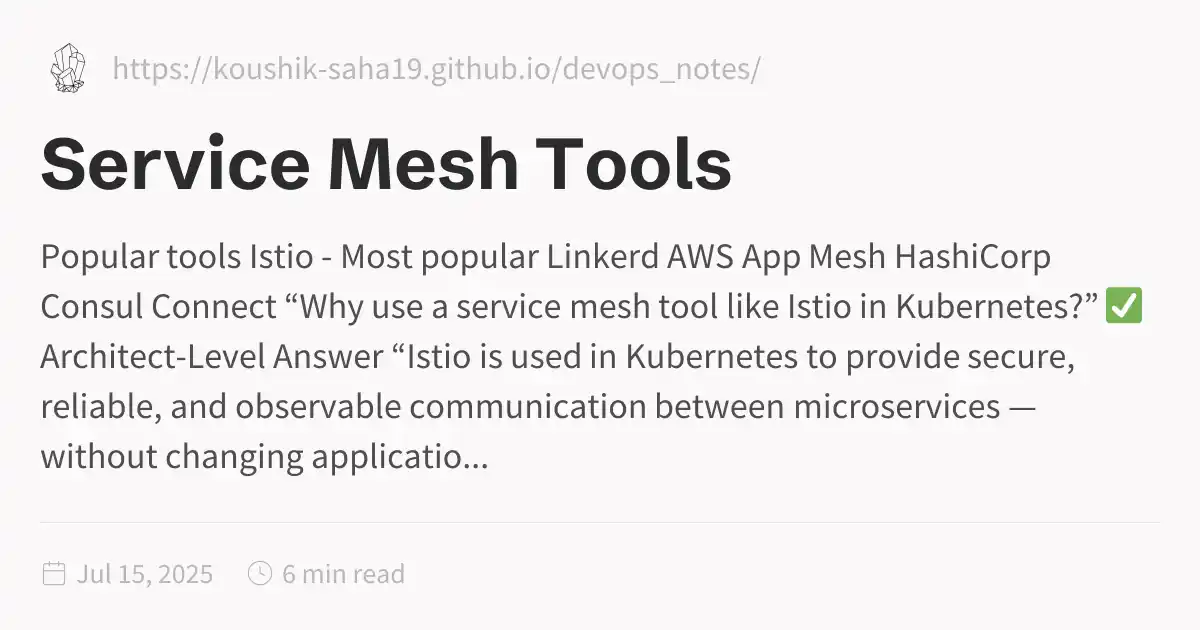 https://koushik-saha19.github.io/devops_notes/
Service Mesh Tools
Popular tools Istio - Most popular Linkerd AWS App Mesh HashiCorp
Consul Connect “Why use a service mesh tool like Istio in Kubernetes?” ✅
Architect-Level Answer “Istio is used in Kubernetes to provide secure,
reliable, and observable communication between microservices —
without changing applicatio...
Jul 15, 2025 6 min read